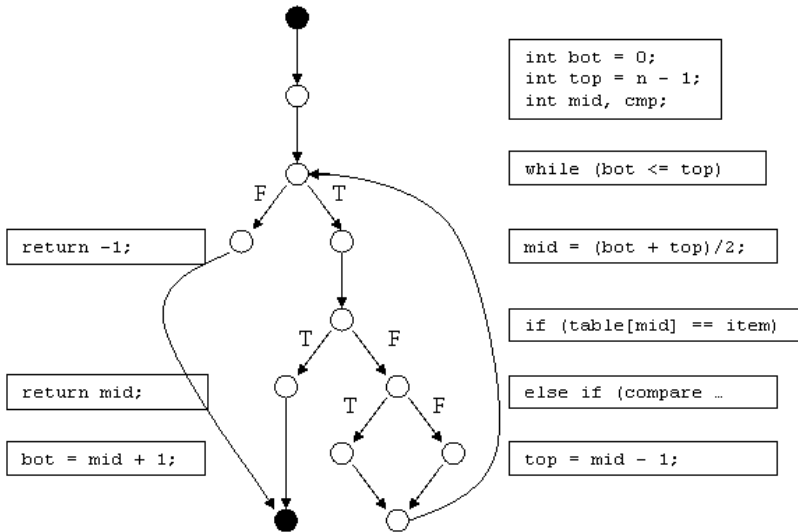 int bot = 0;
int top = n - 1;
int mid, cmp;
while (bot <= top)
F T
return -1;
mid = (bot + top)/2;
if (table[mid] == item)
T F
return mid;
else if (compare …
T F
bot = mid + 1;
top = mid - 1;